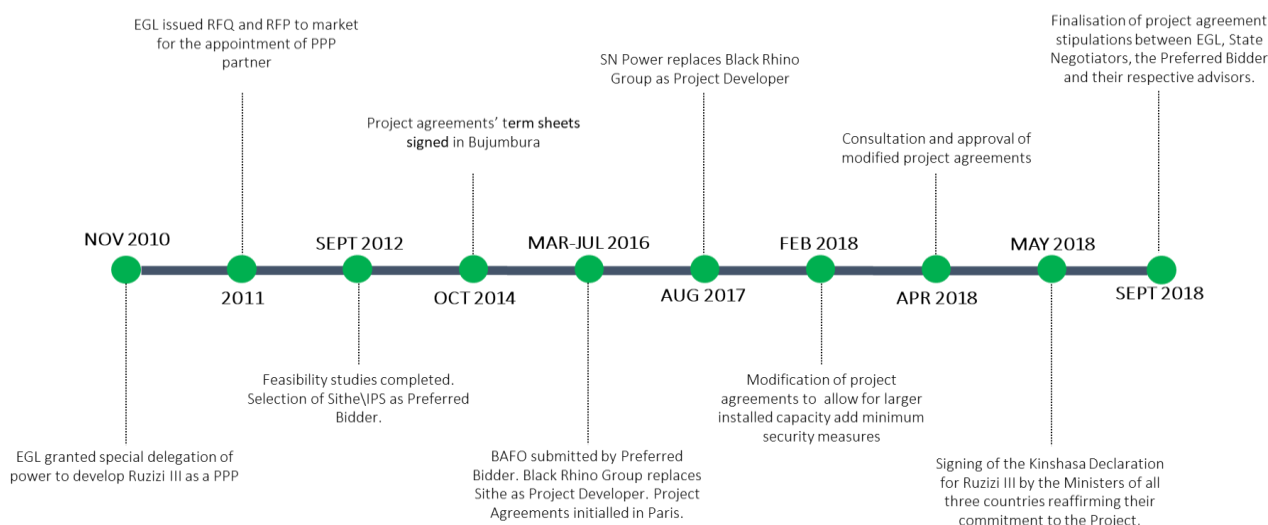 EGL issued RFQ and RFP to market
for the appointment of PPP
partner
Project agreements' term sheets
signed in Bujumbura
SN Power replaces Black Rhino
Group as Project Developer
Consultation and approval of
modified project agreements
Finalisation of project agreement
stipulations between EGL, State
Negotiators, the Preferred Bidder
and their respective advisors.
NOV 2010
2011
SEPT 2012
OCT 2014
MAR-JUL 2016
AUG 2017
FEB 2018
APR 2018
MAY 2018
SEPT 2018
EGL granted special delegation of
power to develop Ruzizi III as a PPP
Feasibility studies completed.
Selection of Sithe\IPS as Preferred
Bidder.
BAFO submitted by Preferred
Bidder. Black Rhino Group replaces
Sithe as Project Developer. Project
Agreements initialled in Paris.
Modification of project
agreements to allow for larger
installed capacity add minimum
security measures
Signing of the Kinshasa Declaration
for Ruzizi III by the Ministers of all
three countries reaffirming their
commitment to the Project.